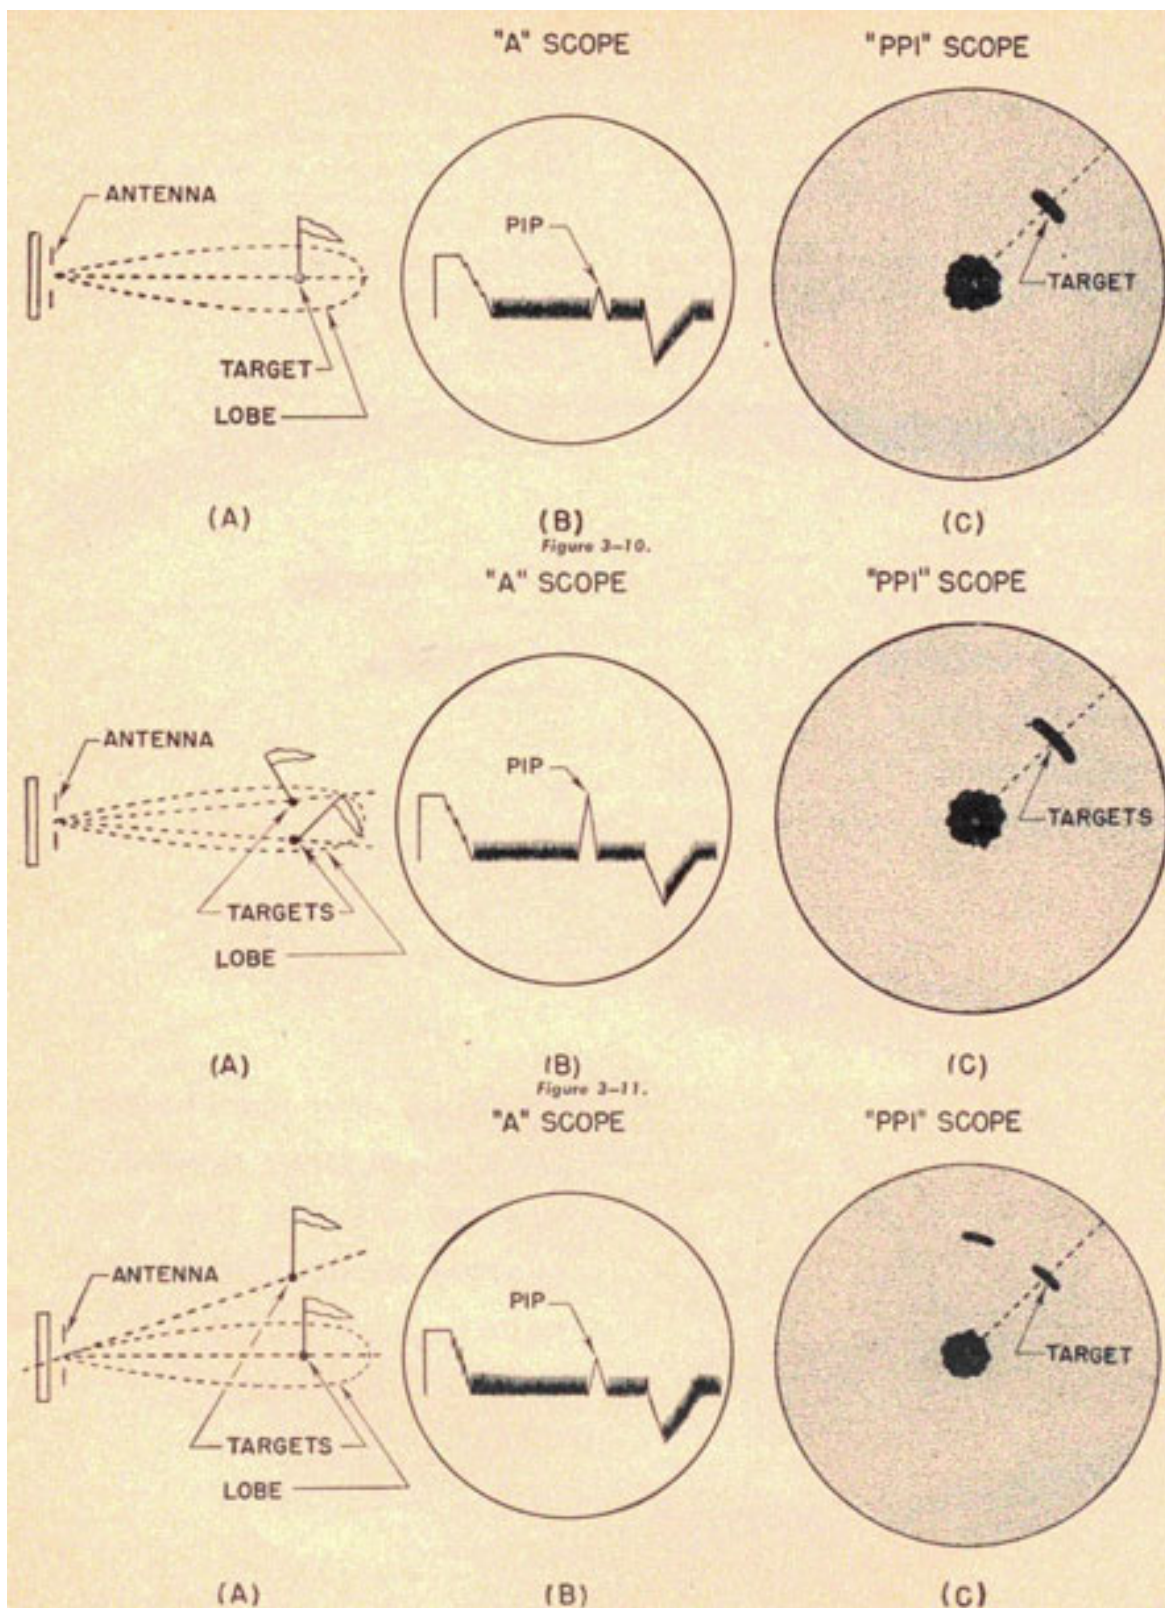 "A" SCOPE
"PPI" SCOPE
ANTENNA
PIP
TARGET
TARGET
LOBE
(A)
(B)
(C)
Figure 3–10.
"A" SCOPE
"PPI" SCOPE
ANTENNA
PIP
TARGETS
TARGETS
LOBE
(A)
(B)
(C)
Figure 3–11.
"A" SCOPE
"PPI" SCOPE
ANTENNA
PIP
TARGET
TARGETS
LOBE
(A)
(B)
(C)